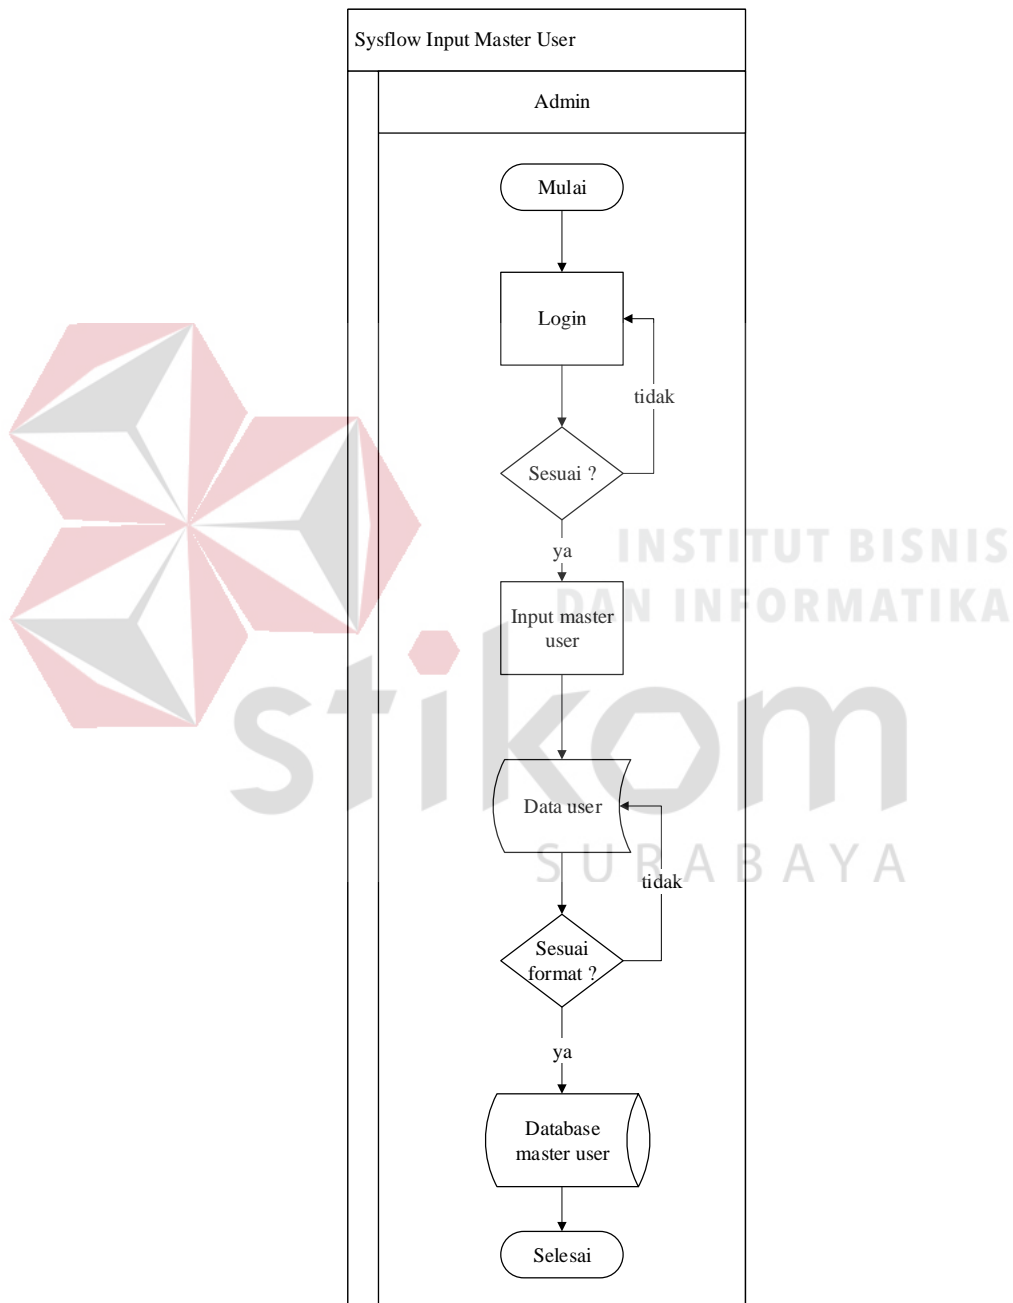 Sysflow Input Master User
Admin
Mulai
Login
tidak
Sesuai ?
ya
INSTITUT BISNIS
DAN INFORMATIKA
Input master
user
stikom
Data user
SURABAYA
tidak
Sesuai
format ?
ya
Database
master user
Selesai